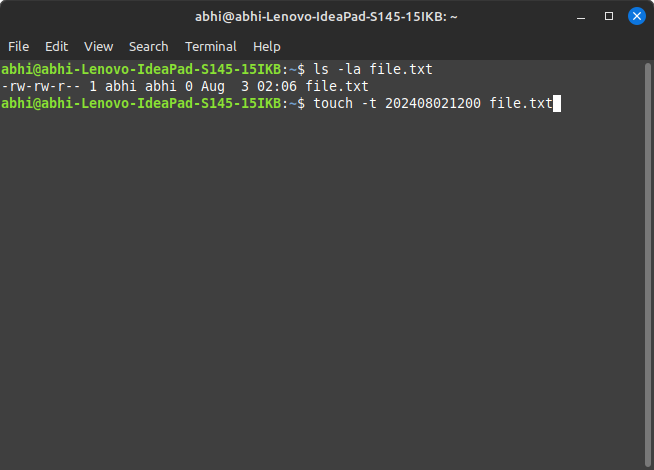 abhi@abhi-Lenovo-IdeaPad-S145-15IKB: ~
File Edit View Search Terminal Help
abhi@abhi-Lenovo-IdeaPad-S145-15IKB:~$ ls -la file.txt
-rw-rw-r-- 1 abhi abhi 0 Aug  3 02:06 file.txt
abhi@abhi-Lenovo-IdeaPad-S145-15IKB:~$ touch -t 202408021200 file.txt